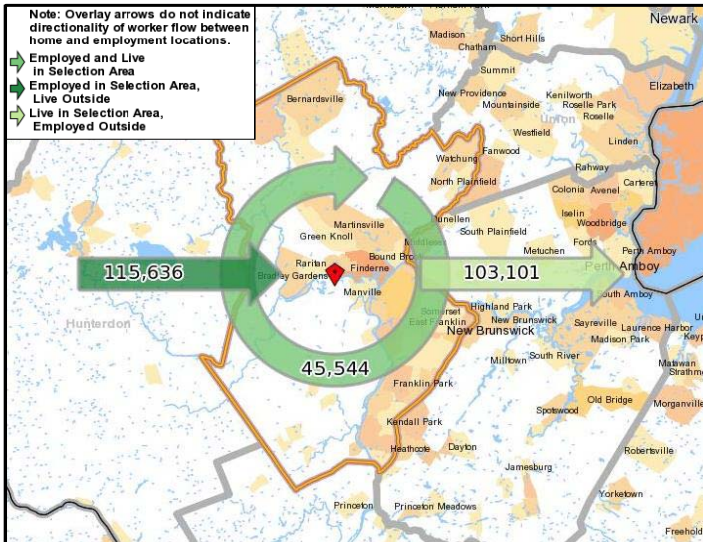 Note: Overlay arrows do not indicate
directionality of worker flow between
home and employment locations.
Employed and Live
in Selection Area
Employed in Selection Area,
Live Outside
Live in Selection Area,
Employed Outside
Newark
Madison
Chatham
Short Hills
Summit
Bernardsville
New Providence
Mountainside
Kenilworth
Roselle Park
Roselle
Elizabeth
Union
Westfield
Linden
Watchung
Fanwood
Rahway
North Plainfield
Colonia
Avenel
Carteret
Dunellen
Iselin
Woodbridge
Martinsville
Green Knoll
South Plainfield
Middlesex
Metuchen
Fords
Perth Amboy
Perth Amboy
Raritan
Bradley Gardens
Finderne
Bound Brook
Manville
115,636
103,101
45,544
South Amboy
Hunterdon
Somerset
East Franklin
Highland Park
New Brunswick
New Brunswick
Sayreville
Laurence Harbor
Madison Park
Milltown
South River
Matawan
Franklin Park
Old Bridge
Spotswood
Morganville
Kendall Park
Heathcote
Dayton
Robertsville
Jamesburg
Yorketown
Princeton
Princeton Meadows
Freehold